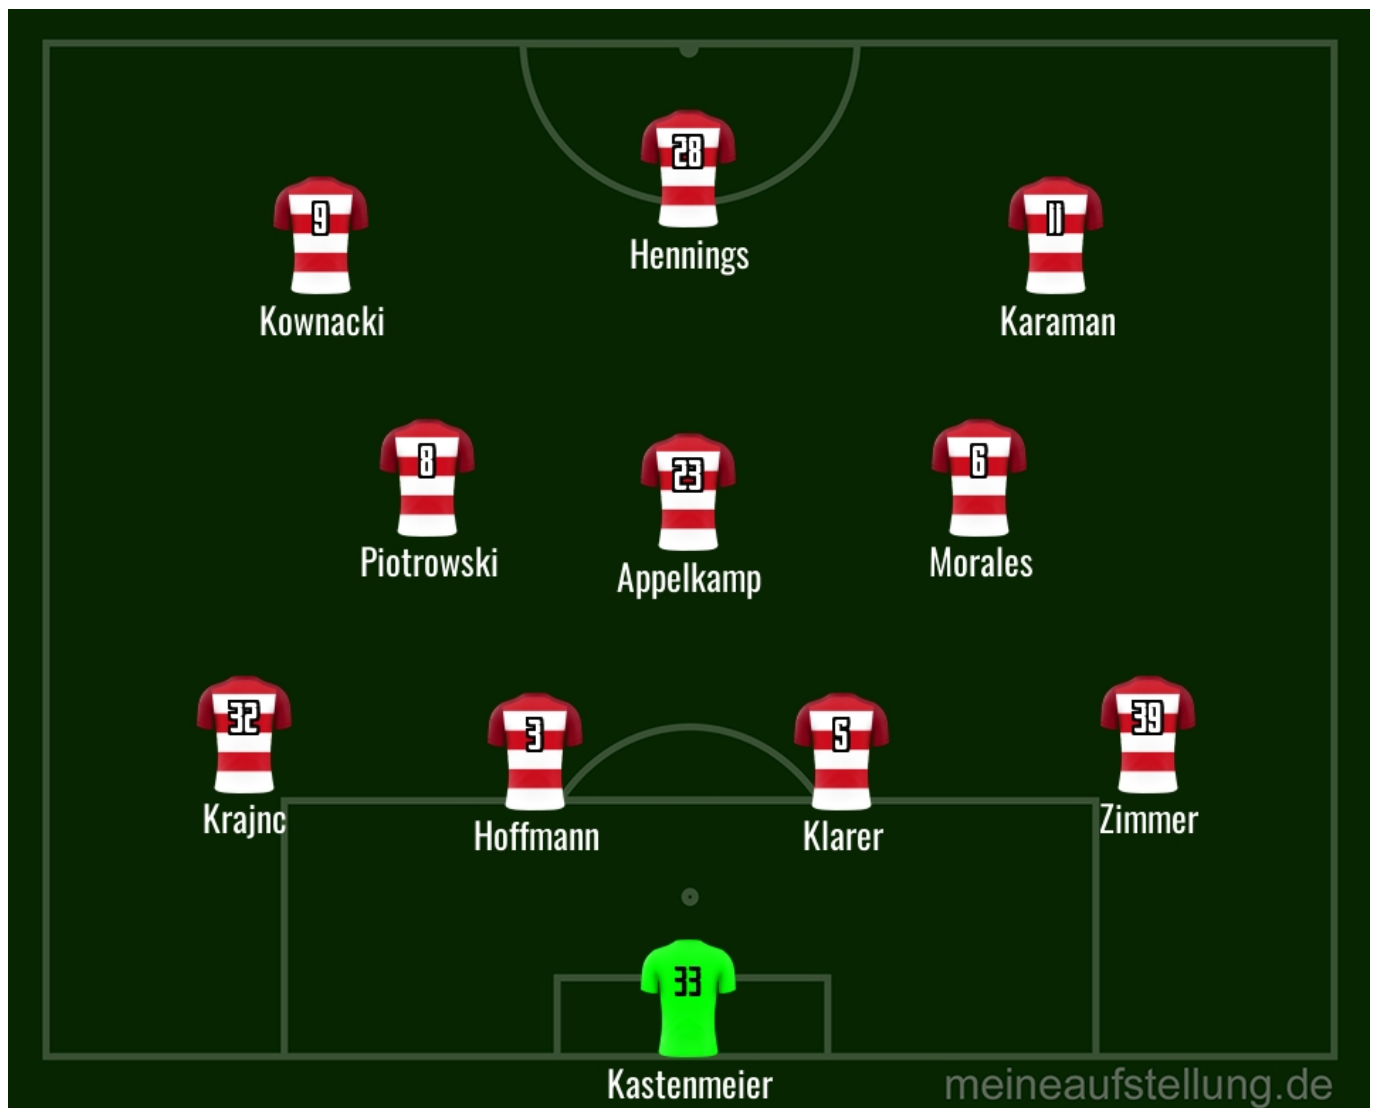 28
Hennings
9
Kownacki
11
Karaman
8
Piotrowski
23
Appelkamp
6
Morales
32
Krajnc
3
Hoffmann
5
Klarer
39
Zimmer
33
Kastenmeier
meineaufstellung.de